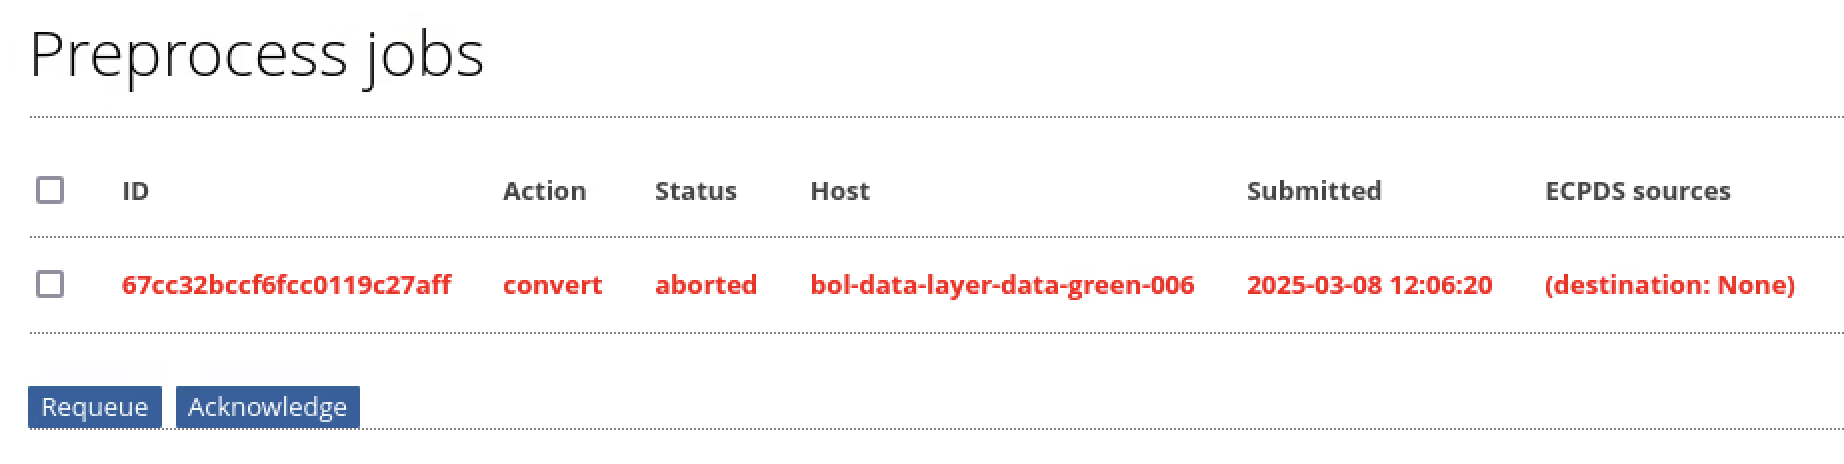 Preprocess jobs
ID Action Status Host Submitted ECPDS sources
67cc32bccf6fcc0119c27aff convert aborted bol-data-layer-data-green-006 2025-03-08 12:06:20 (destination: None)
Requeue Acknowledge